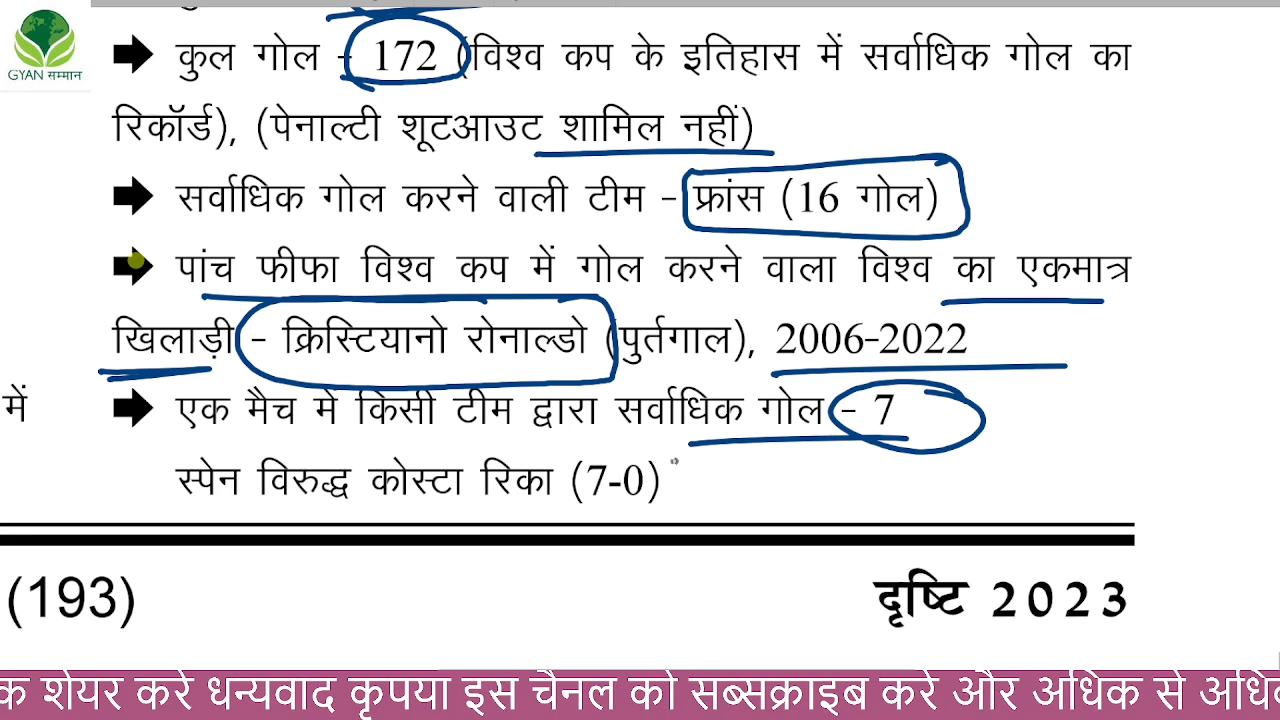 GYAN सम्मान
कुल गोल - 172 (विश्व कप के इतिहास में सर्वाधिक गोल का
रिकॉर्ड), (पेनाल्टी शूटआउट शामिल नहीं)
सर्वाधिक गोल करने वाली टीम - फ्रांस (16 गोल)
पांच फीफा विश्व कप में गोल करने वाला विश्व का एकमात्र
खिलाड़ी - क्रिस्टियानो रोनाल्डो (पुर्तगाल), 2006-2022
में
एक मैच में किसी टीम द्वारा सर्वाधिक गोल - 7
स्पेन विरुद्ध कोस्टा रिका (7-0)
(193)
दृष्टि 2023
क शेयर करे धन्यवाद कृपया इस चैनल को सब्सक्राइब करे और अधिक से अधि